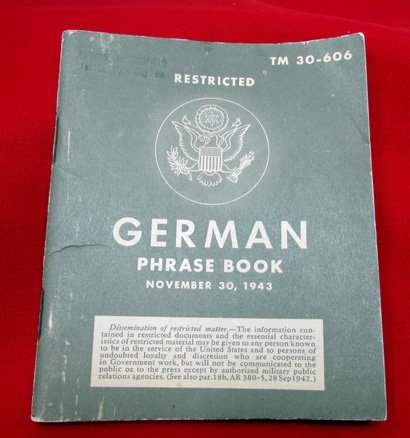 TM 30-606
RESTRICTED
GERMAN
PHRASE BOOK
NOVEMBER 30, 1943
Dissemination of restricted matter.—The information con-
tained in restricted documents and the essential character-
istics of restricted material may be given to any person known
to be in the service of the United States and to persons of
undoubted loyalty and discretion who are cooperating
in Government work, but will not be communicated to the
public or to the press except by authorized military public
relations agencies. (See also par. 18b, AR 380-5, 28 Sep 1942.)